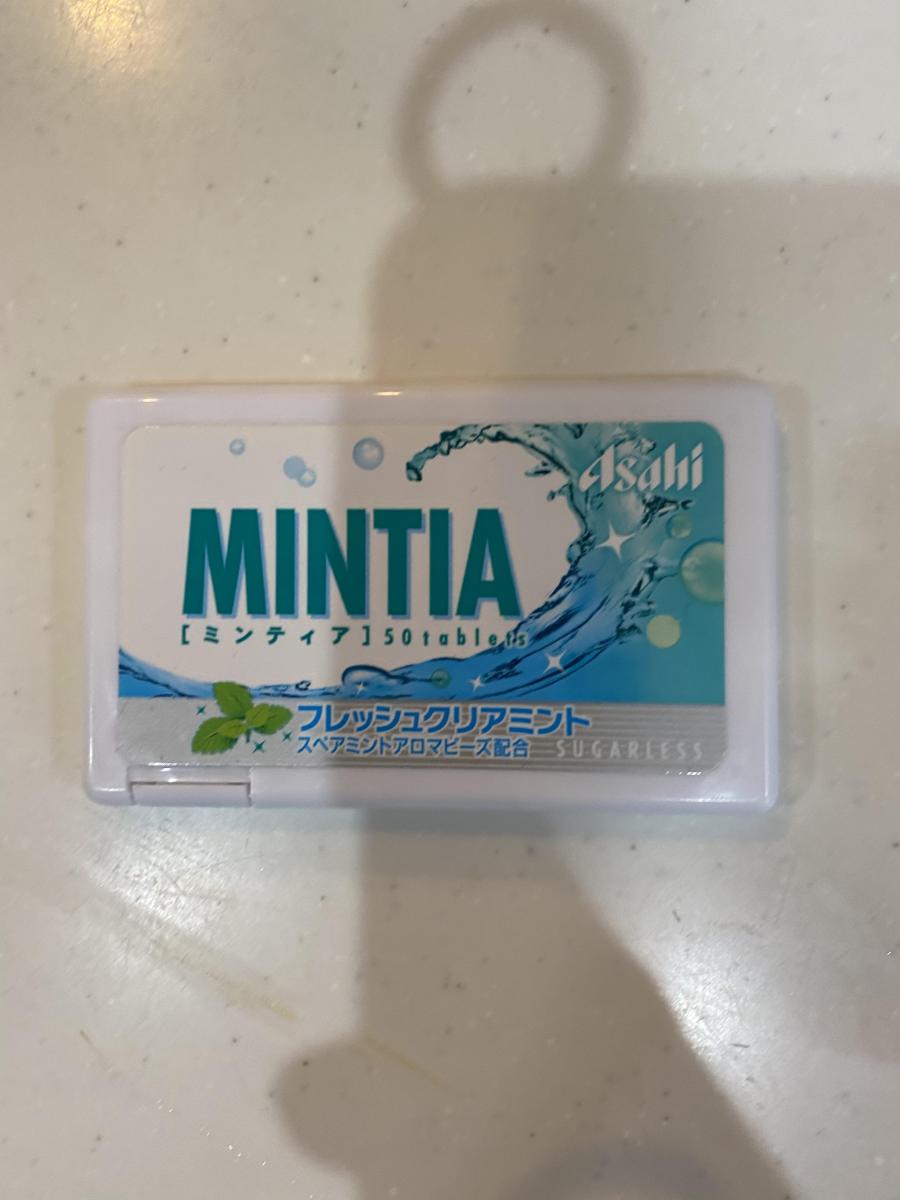 Asahi
MINTIA
[ミンティア] 50tablets
フレッシュクリアミント
スペアミントアロマビーズ配合 SUGARLESS